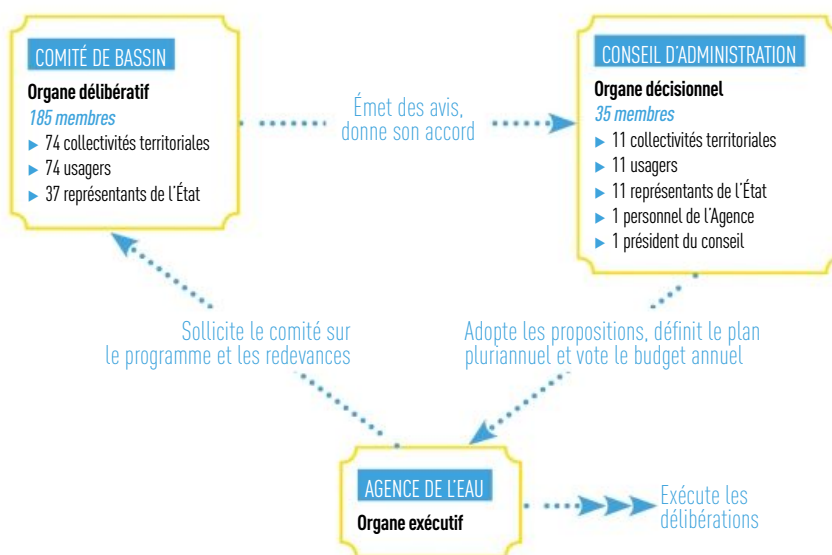 COMITÉ DE BASSIN
Organe délibératif
185 membres
▶ 74 collectivités territoriales
▶ 74 usagers
▶ 37 représentants de l'État
Émet des avis,
donne son accord
CONSEIL D'ADMINISTRATION
Organe décisionnel
35 membres
▶ 11 collectivités territoriales
▶ 11 usagers
▶ 11 représentants de l'État
▶ 1 personnel de l'Agence
▶ 1 président du conseil
Sollicite le comité sur
le programme et les redevances
Adopte les propositions, définit le plan
pluriannuel et vote le budget annuel
AGENCE DE L'EAU
Organe exécutif
Exécute les
délibérations